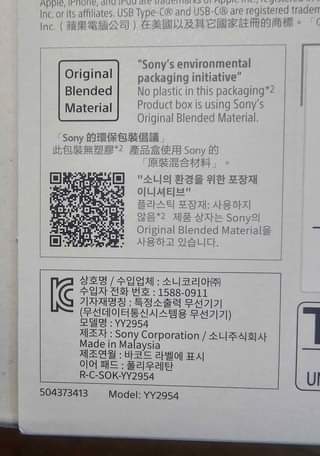 Apple, iPhone, and iPod are trademarks of Apple Inc., re
Inc. or its affiliates. USB Type-C® and USB-C® are registered tradem
Inc.（蘋果電腦公司）在美國以及其它國家註冊的商標。「
Original
Blended
Material
"Sony's environmental
packaging initiative"
No plastic in this packaging*2
Product box is using Sony's
Original Blended Material.
「Sony 的環保包裝倡議」
此包裝無塑膠*2 產品盒使用 Sony 的
「原裝混合材料」。
"소니의 환경을 위한 포장재
이니셔티브"
플라스틱 포장재: 사용하지
않음*2 제품 상자는 Sony의
Original Blended Material을
사용하고 있습니다.
상호명 / 수입업체 : 소니코리아㈜
수입자 전화 번호 : 1588-0911
기자재명칭 : 특정소출력 무선기기
(무선데이터통신시스템용 무선기기)
모델명 : YY2954
제조자 : Sony Corporation / 소니주식회사
Made in Malaysia
제조연월 : 바코드 라벨에 표시
이어 패드 : 폴리우레탄
R-C-SOK-YY2954
504373413 Model: YY2954
UN